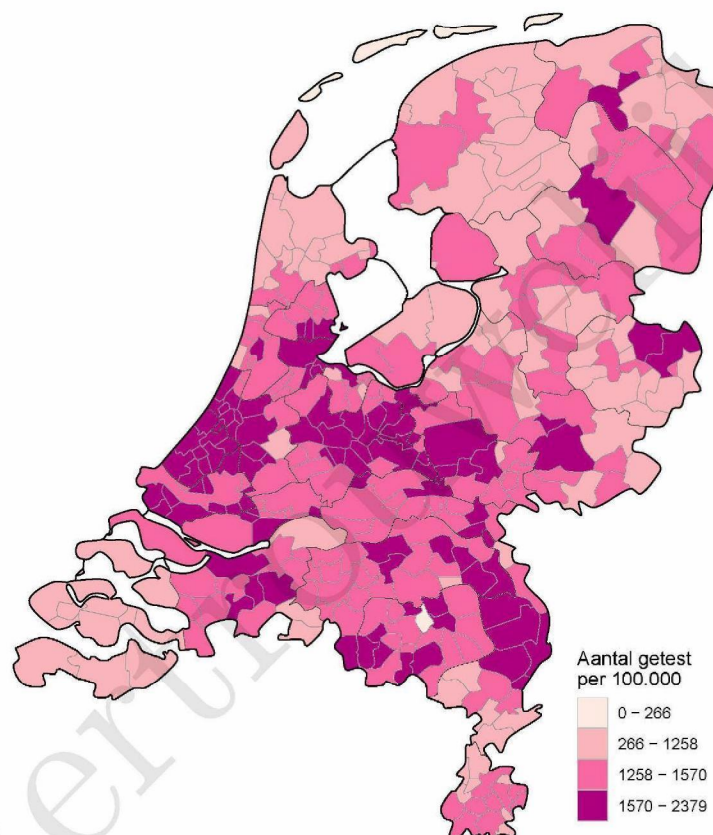 Aantal getest
per 100.000
0 – 266
266 – 1258
1258 – 1570
1570 – 2379